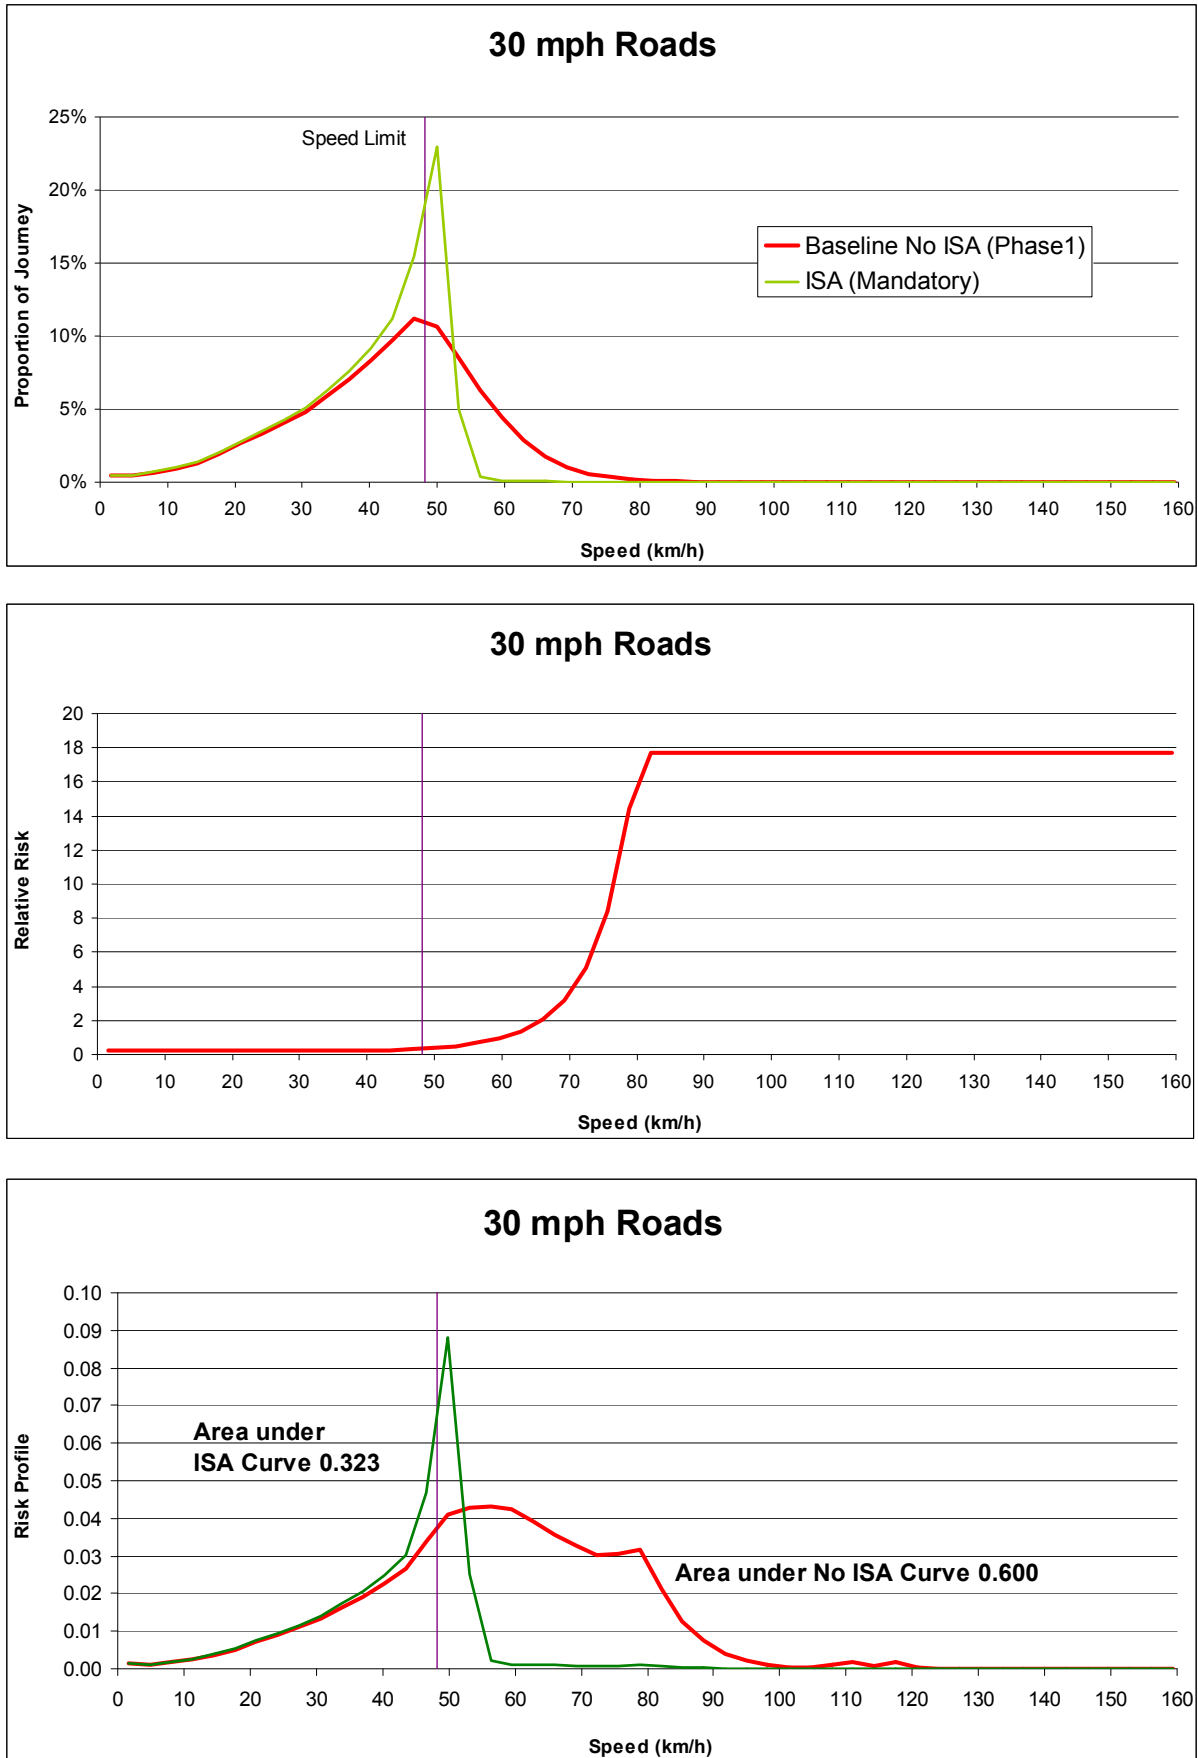 30 mph Roads
25%
20%
15%
10%
5%
0%
Proportion of Journey
Speed Limit
Baseline No ISA (Phase1)
ISA (Mandatory)
0 10 20 30 40 50 60 70 80 90 100 110 120 130 140 150 160
Speed (km/h)
30 mph Roads
20
18
16
14
12
10
8
6
4
2
0
Relative Risk
0 10 20 30 40 50 60 70 80 90 100 110 120 130 140 150 160
Speed (km/h)
30 mph Roads
0.10
0.09
0.08
0.07
0.06
0.05
0.04
0.03
0.02
0.01
0.00
Risk Profile
Area under
ISA Curve 0.323
Area under No ISA Curve 0.600
0 10 20 30 40 50 60 70 80 90 100 110 120 130 140 150 160
Speed (km/h)